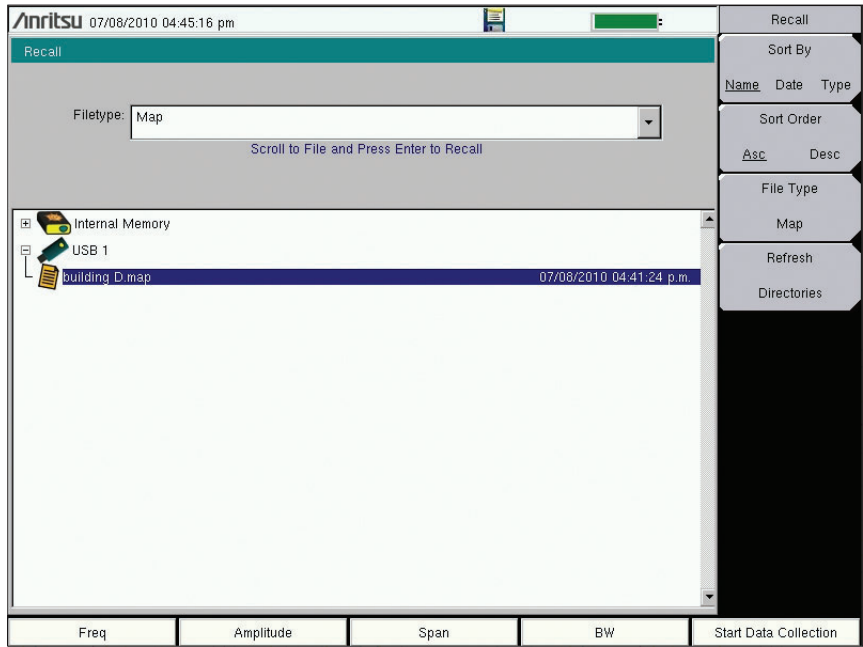 /Inritsu 07/08/2010 04:45:16 pm
Recall
Filetype: Map
Scroll to File and Press Enter to Recall
Internal Memory
USB 1
building D.map 07/08/2010 04:41:24 p.m.
Recall
Sort By
Name Date Type
Sort Order
Asc Desc
File Type
Map
Refresh
Directories
Freq Amplitude Span BW Start Data Collection